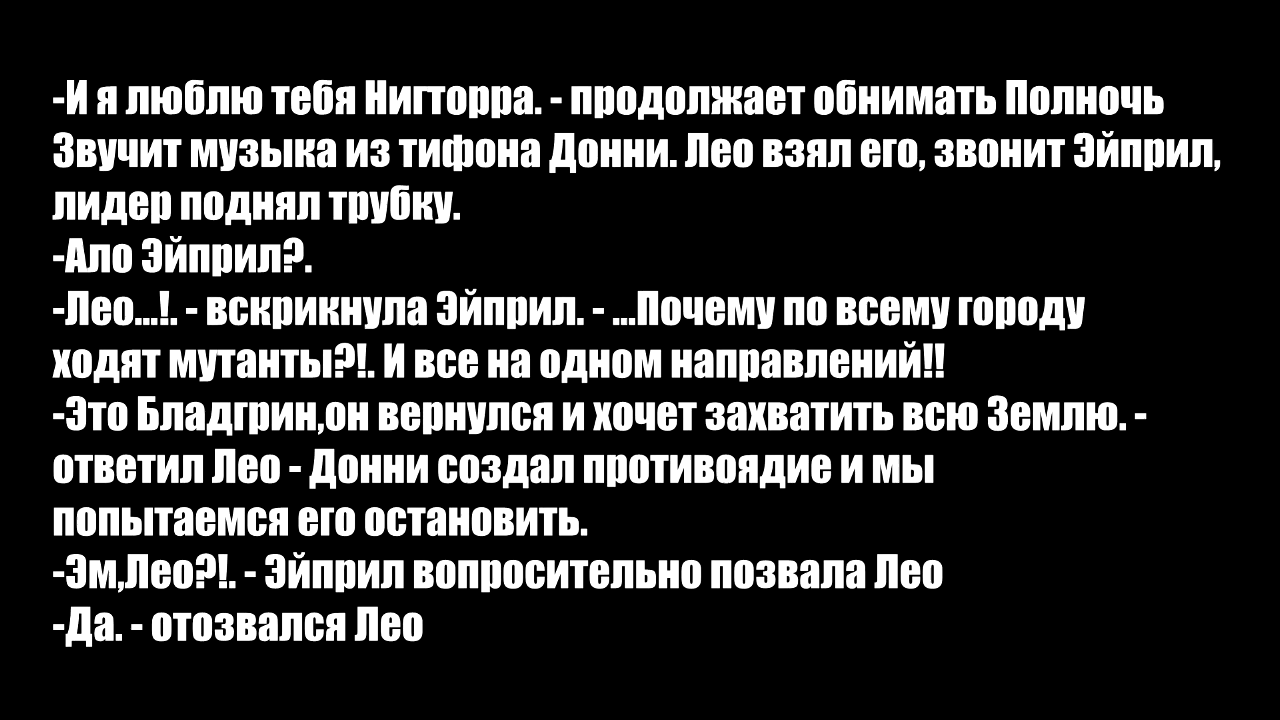 -И я люблю тебя Нигторра. - продолжает обнимать Полночь
Звучит музыка из тифона Донни. Лео взял его, звонит Эйприл,
лидер поднял трубку.
-Ало Эйприл?.
-Лео...!. - вскрикнула Эйприл. - ...Почему по всему городу
ходят мутанты?!. И все на одном направлений!!
-Это Бладгрин,он вернулся и хочет захватить всю Землю. -
ответил Лео - Донни создал противоядие и мы
попытаемся его остановить.
-Эм,Лео?!. - Эйприл вопросительно позвала Лео
-Да. - отозвался Лео